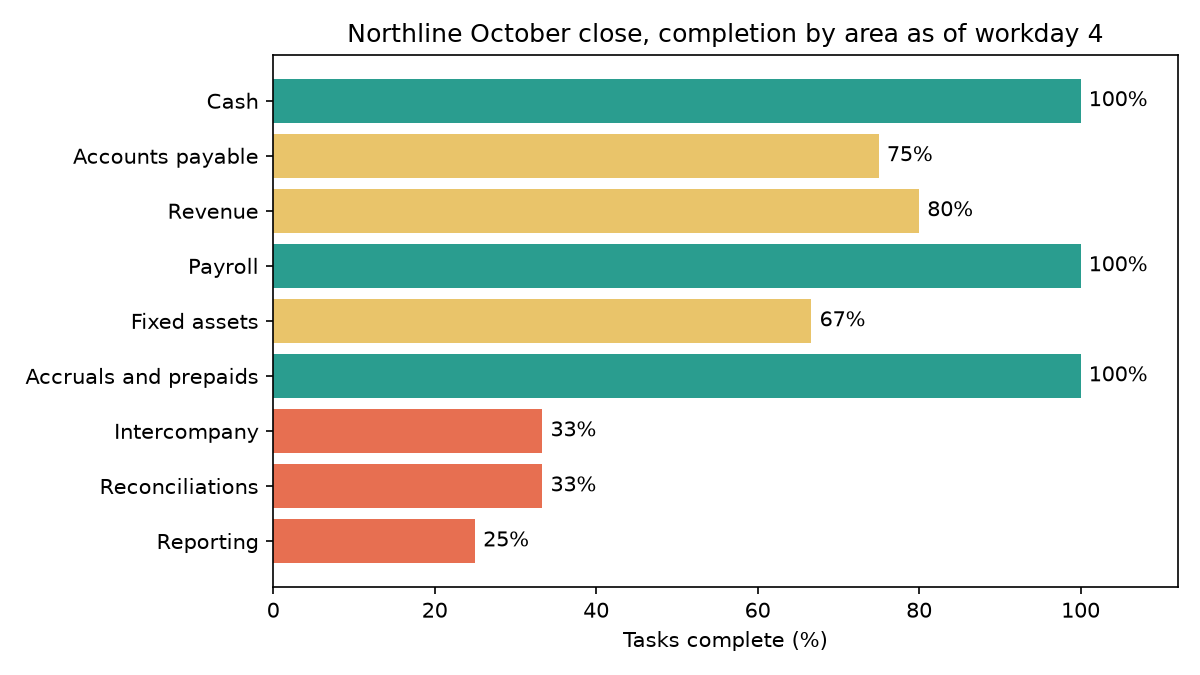 Northline October close, completion by area as of workday 4
Cash 100%
Accounts payable 75%
Revenue 80%
Payroll 100%
Fixed assets 67%
Accruals and prepaids 100%
Intercompany 33%
Reconciliations 33%
Reporting 25%
0 20 40 60 80 100
Tasks complete (%)